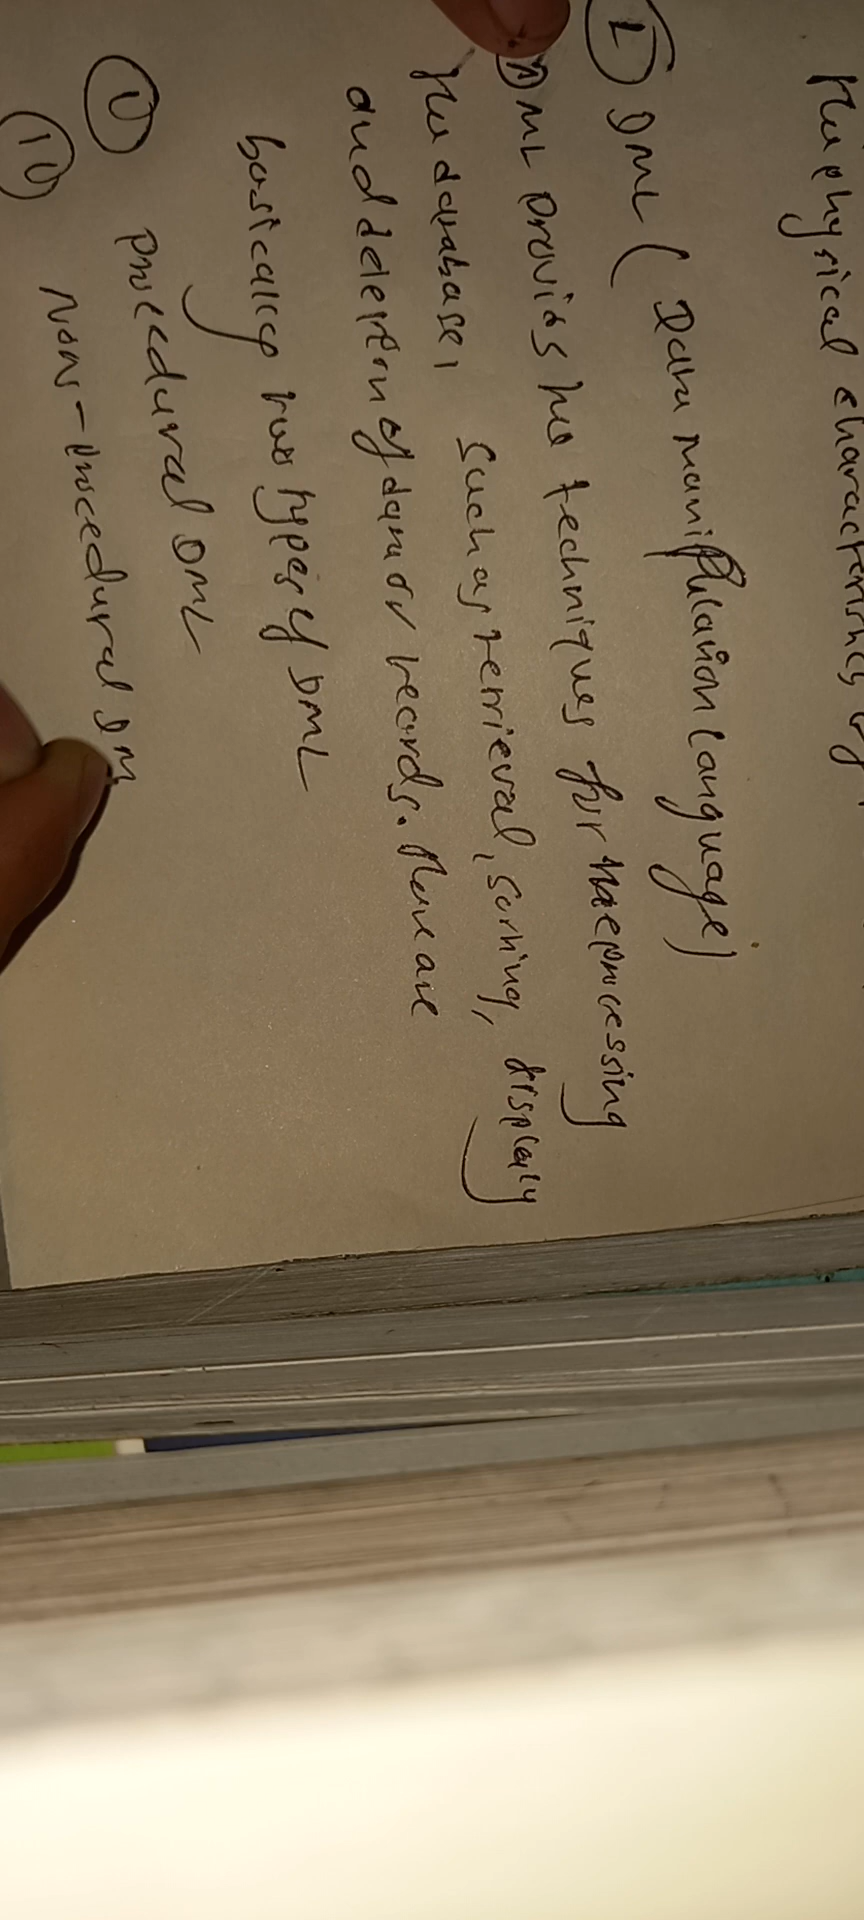 the physical characteristics of
DML ( Data manipulation language)
DML provids the techniques for the processing
the database, such as retrieval, sorting, display
and deletion of data or records. There are
basically two types of DML
(i) procedural DML
(ii) Non-procedural DM